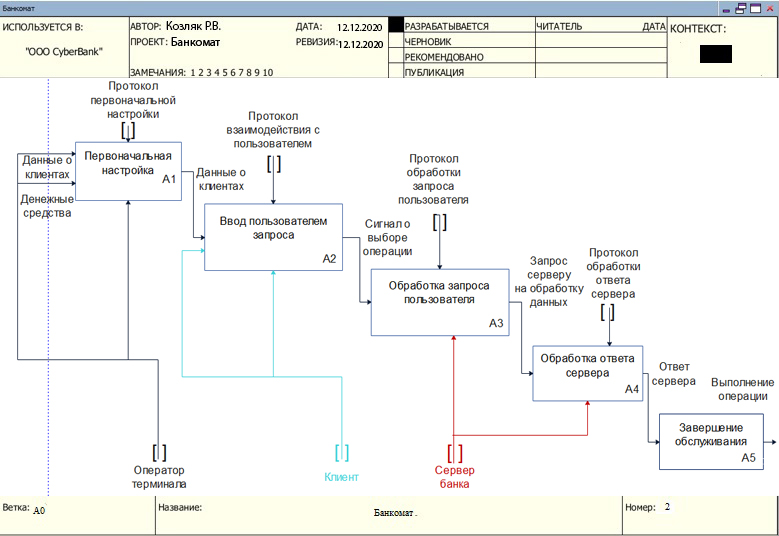 Банкомат
ИСПОЛЬЗУЕТСЯ В:
"ООО CyberBank"
АВТОР: Козляк Р.В.
ДАТА: 12.12.2020
ПРОЕКТ: Банкомат
РЕВИЗИЯ: 12.12.2020
ЗАМЕЧАНИЯ: 1 2 3 4 5 6 7 8 9 10
РАЗРАБАТЫВАЕТСЯ
ЧЕРНОВИК
РЕКОМЕНДОВАНО
ПУБЛИКАЦИЯ
ЧИТАТЕЛЬ
ДАТА
КОНТЕКСТ:
Протокол
первоначальной
настройки
Данные о
клиентах
Денежные
средства
Первоначальная
настройка
A1
Данные о
клиентах
Протокол
взаимодействия с
пользователем
Ввод пользователем
запроса
A2
Сигнал о
выборе
операции
Протокол
обработки
запроса
пользователя
Обработка запроса
пользователя
A3
Запрос
серверу
на обработку
данных
Протокол
обработки
ответа
сервера
Обработка ответа
сервера
A4
Ответ
сервера
Выполнение
операции
Завершение
обслуживания
A5
Оператор
терминала
Клиент
Сервер
банка
Ветка: A0
Название:
Банкомат.
Номер: 2